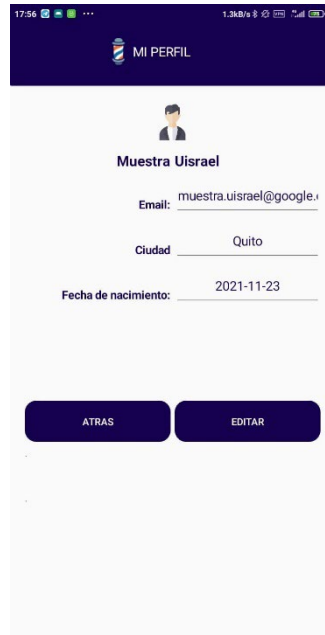 17:56 ... 1.3kB/s
MI PERFIL
Muestra Uisrael
Email: muestra.uisrael@google.
Ciudad Quito
Fecha de nacimiento: 2021-11-23
ATRAS EDITAR